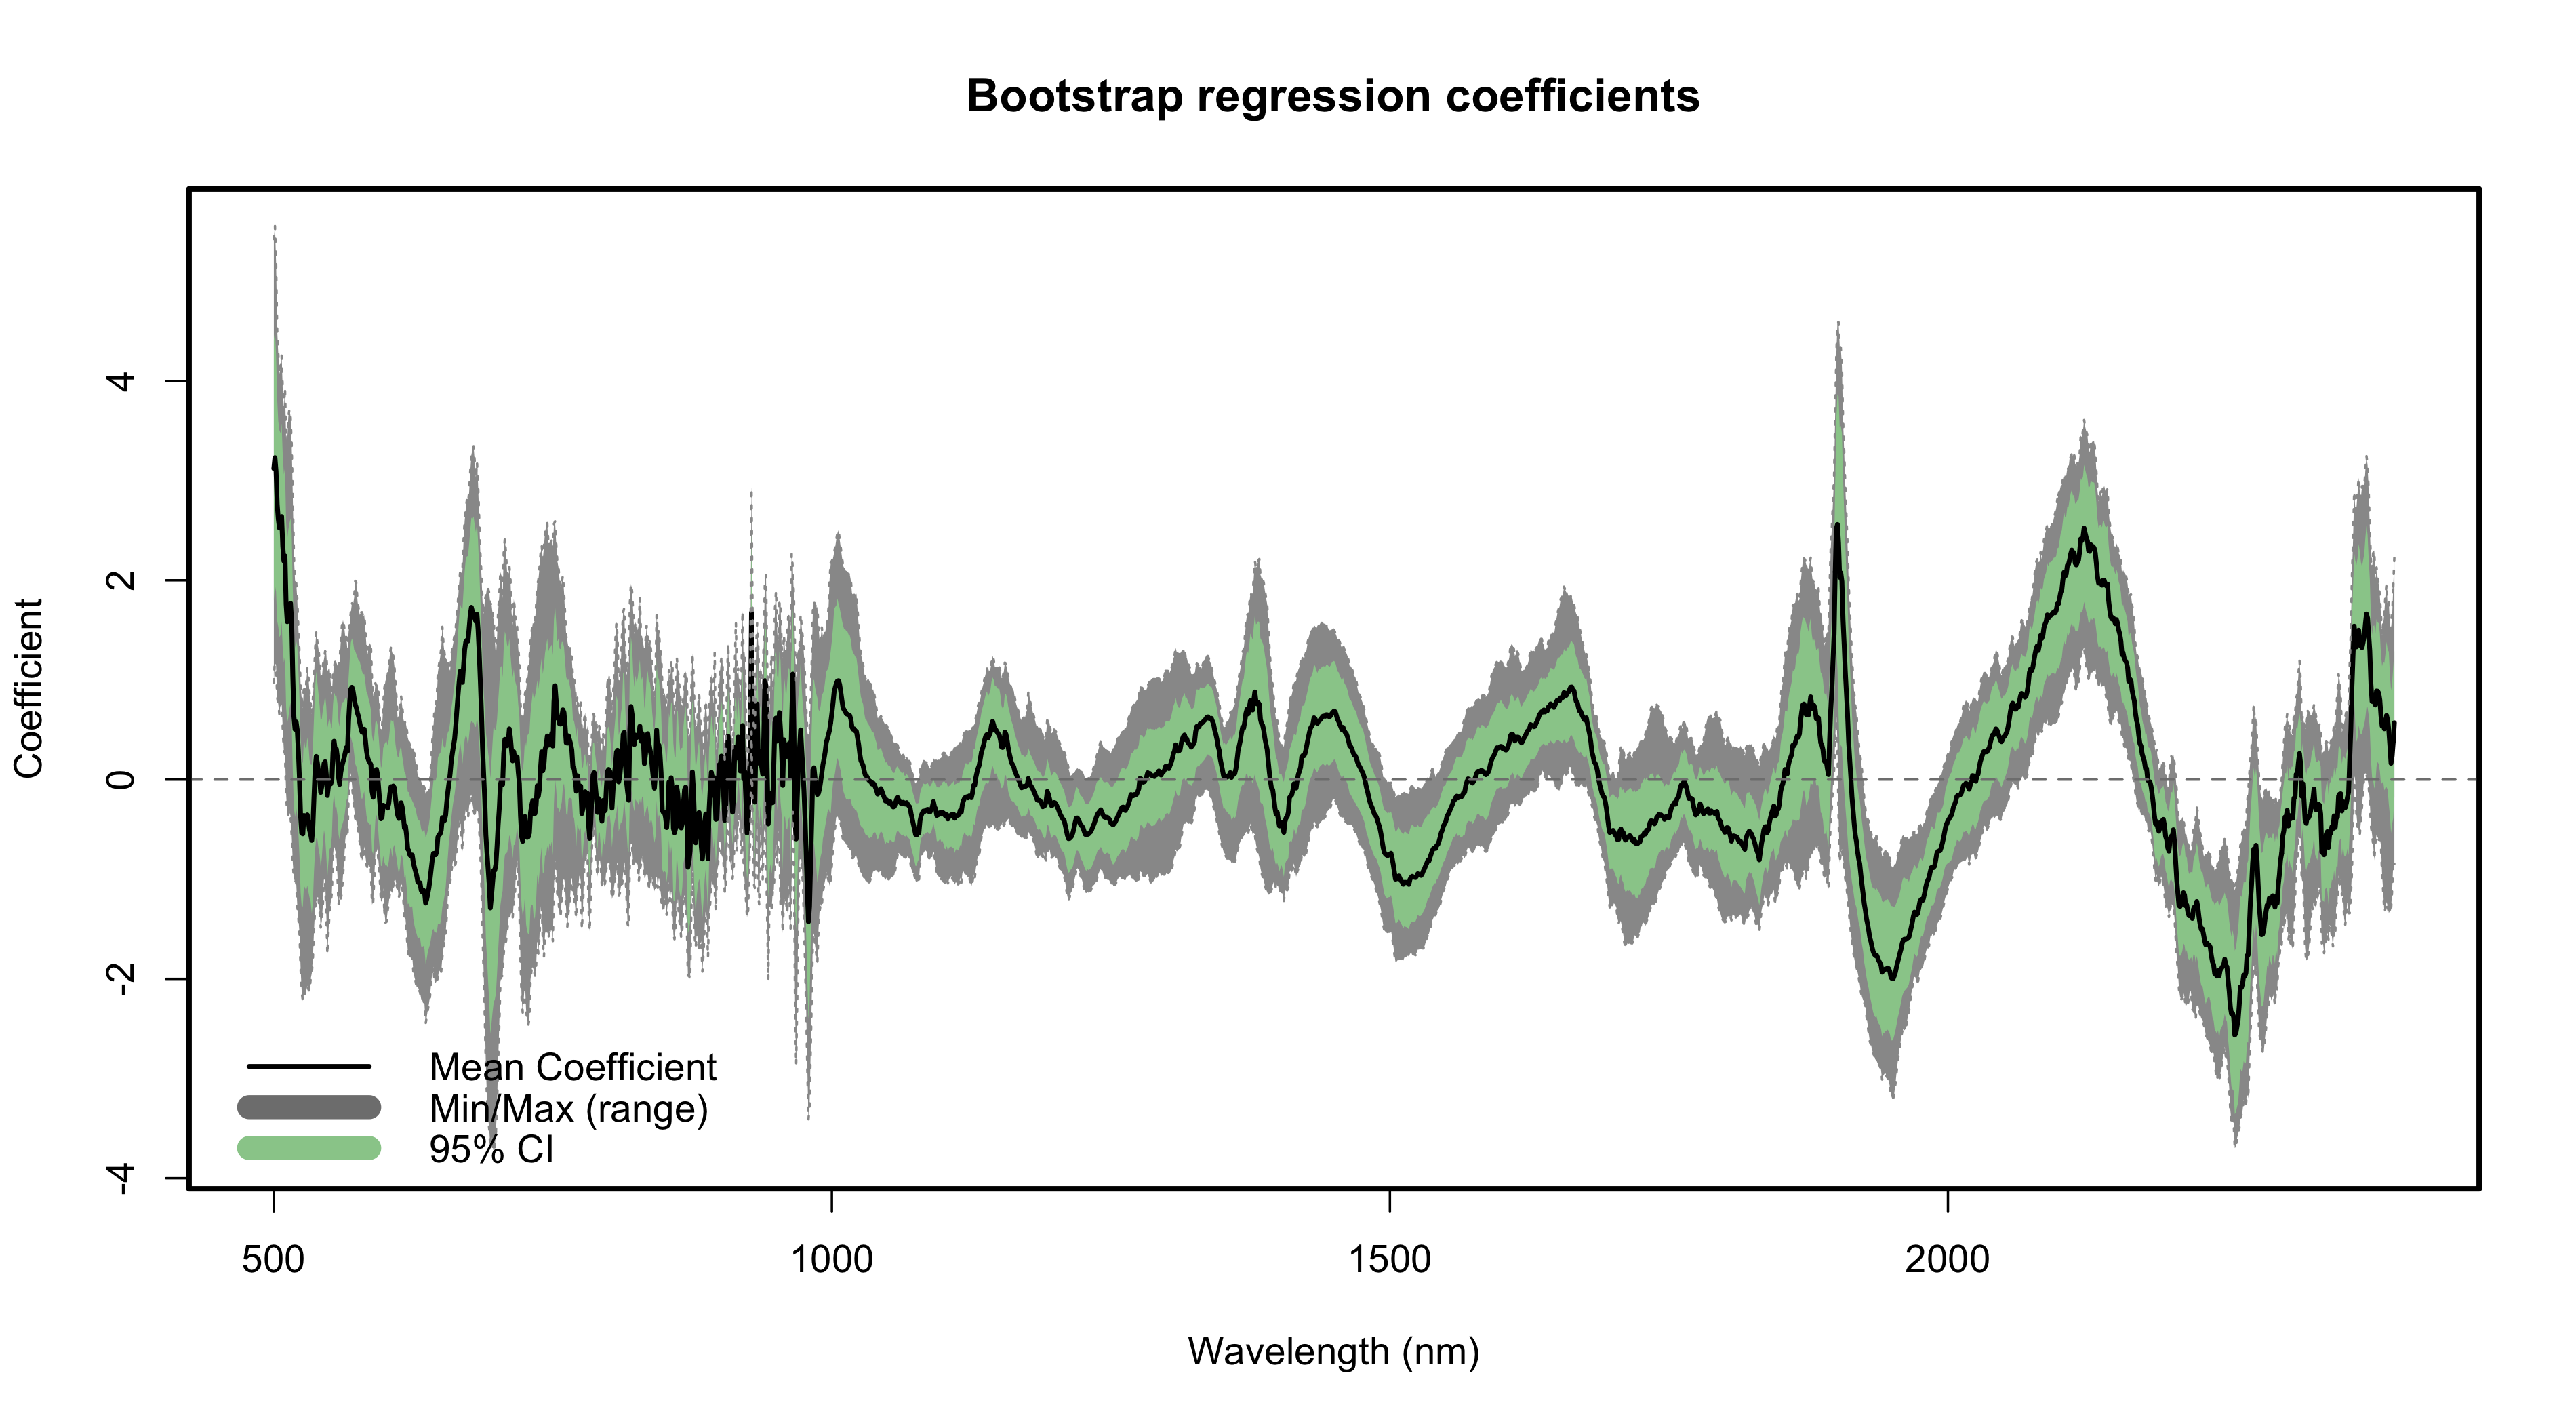 Bootstrap regression coefficients
Coefficient
4
2
0
-2
-4
Mean Coefficient
Min/Max (range)
95% CI
500 1000 1500 2000
Wavelength (nm)